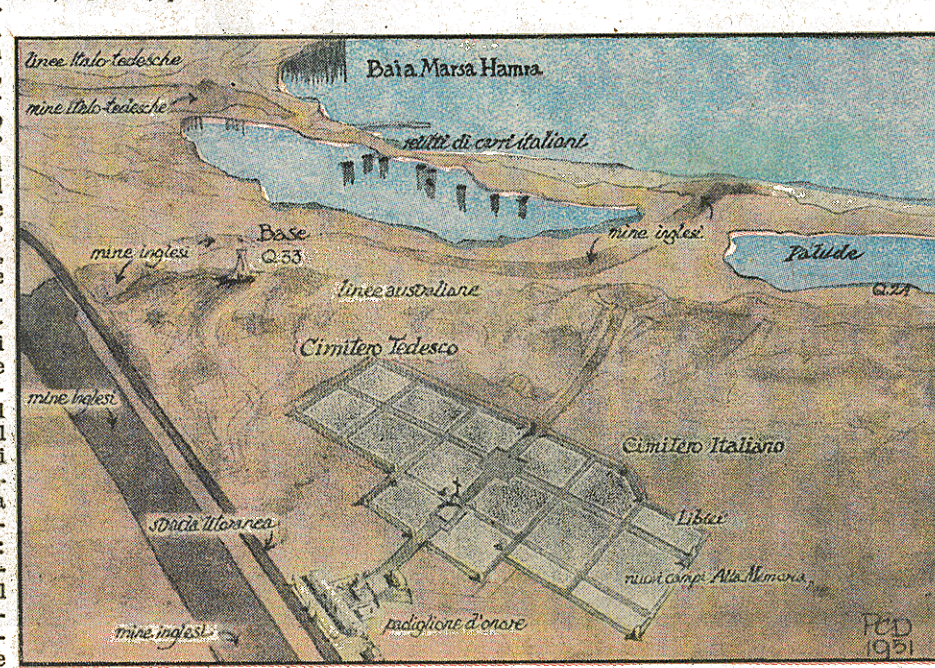 linee Italo-tedesche
Baia Marsa Hamra
mine italo-tedesche
relitti di carri italiani
mine inglesi
Base
Q.33
mine inglesi
Palude
Q.24
linee australiane
Cimitero Tedesco
mine inglesi
Cimitero Italiano
strada litoranea
Libici
nuovi campi Alla Memoria
padiglione d'onore
mine inglesi
PCD
1951